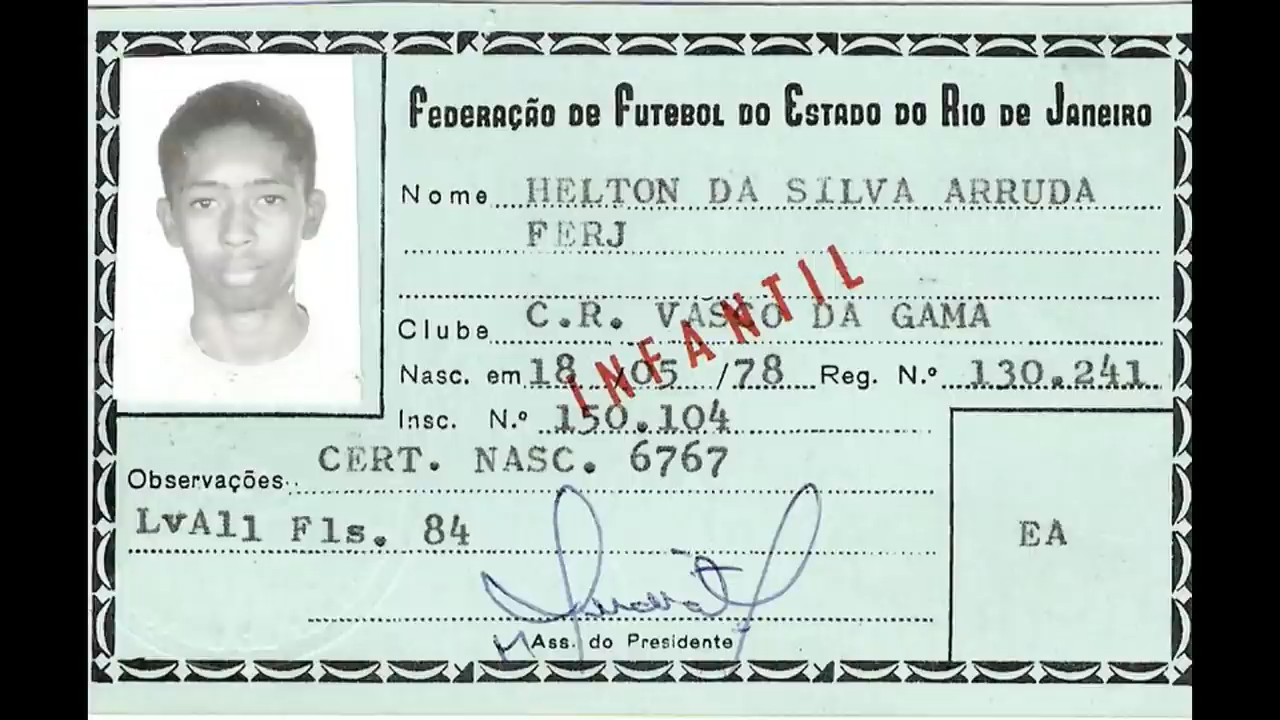 Federação de Futebol do Estado do Rio de Janeiro
Nome HELTON DA SILVA ARRUDA
FERJ
INFANTIL
Clube C.R. VASCO DA GAMA
Nasc. em 18/05/78 Reg. N.º 130.241
Insc. N.º 150.104
Observações CERT. NASC. 6767
LvA11 Fls. 84
EA
Ass. do Presidente